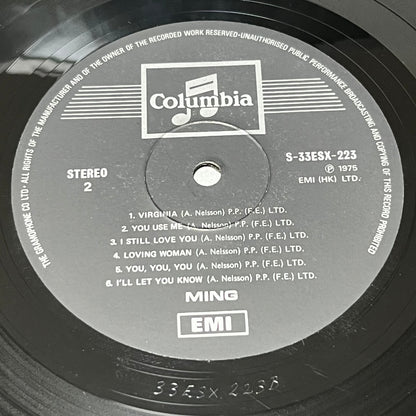 THE GRAMOPHONE CO LTD · ALL RIGHTS OF THE MANUFACTURER AND OF THE OWNER OF THE RECORDED WORK RESERVED-UNAUTHORISED PUBLIC PERFORMANCE BROADCASTING AND COPYING OF THIS RECORD PROHIBITED
Columbia
STEREO
2
S-33ESX-223
Ⓟ 1975
EMI (HK) LTD.
1. VIRGINIA (A. Nelsson) P.P. (F.E.) LTD.
2. YOU USE ME (A. Nelsson) P.P. (F.E.) LTD.
3. I STILL LOVE YOU (A. Nelsson) P.P. (F.E.) LTD.
4. LOVING WOMAN (A. Nelsson) P.P. (F.E.) LTD.
5. YOU, YOU, YOU (A. Nelsson) P.P. (F.E.) LTD.
6. I'LL LET YOU KNOW (A. Nelsson) P.P. (F.E.) LTD.
MING
EMI
33ESX.223B